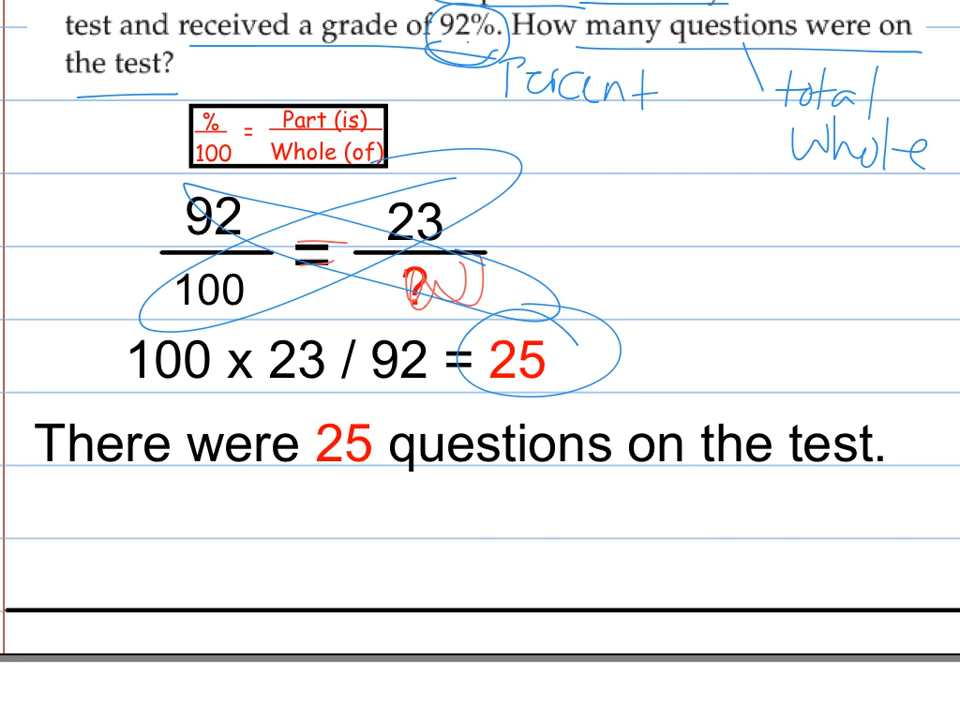 test and received a grade of 92%. How many questions were on
the test?
Percent
total
whole
% / 100 = Part (is) / Whole (of)
92 / 100 = 23 / ?
100 x 23 / 92 = 25
There were 25 questions on the test.